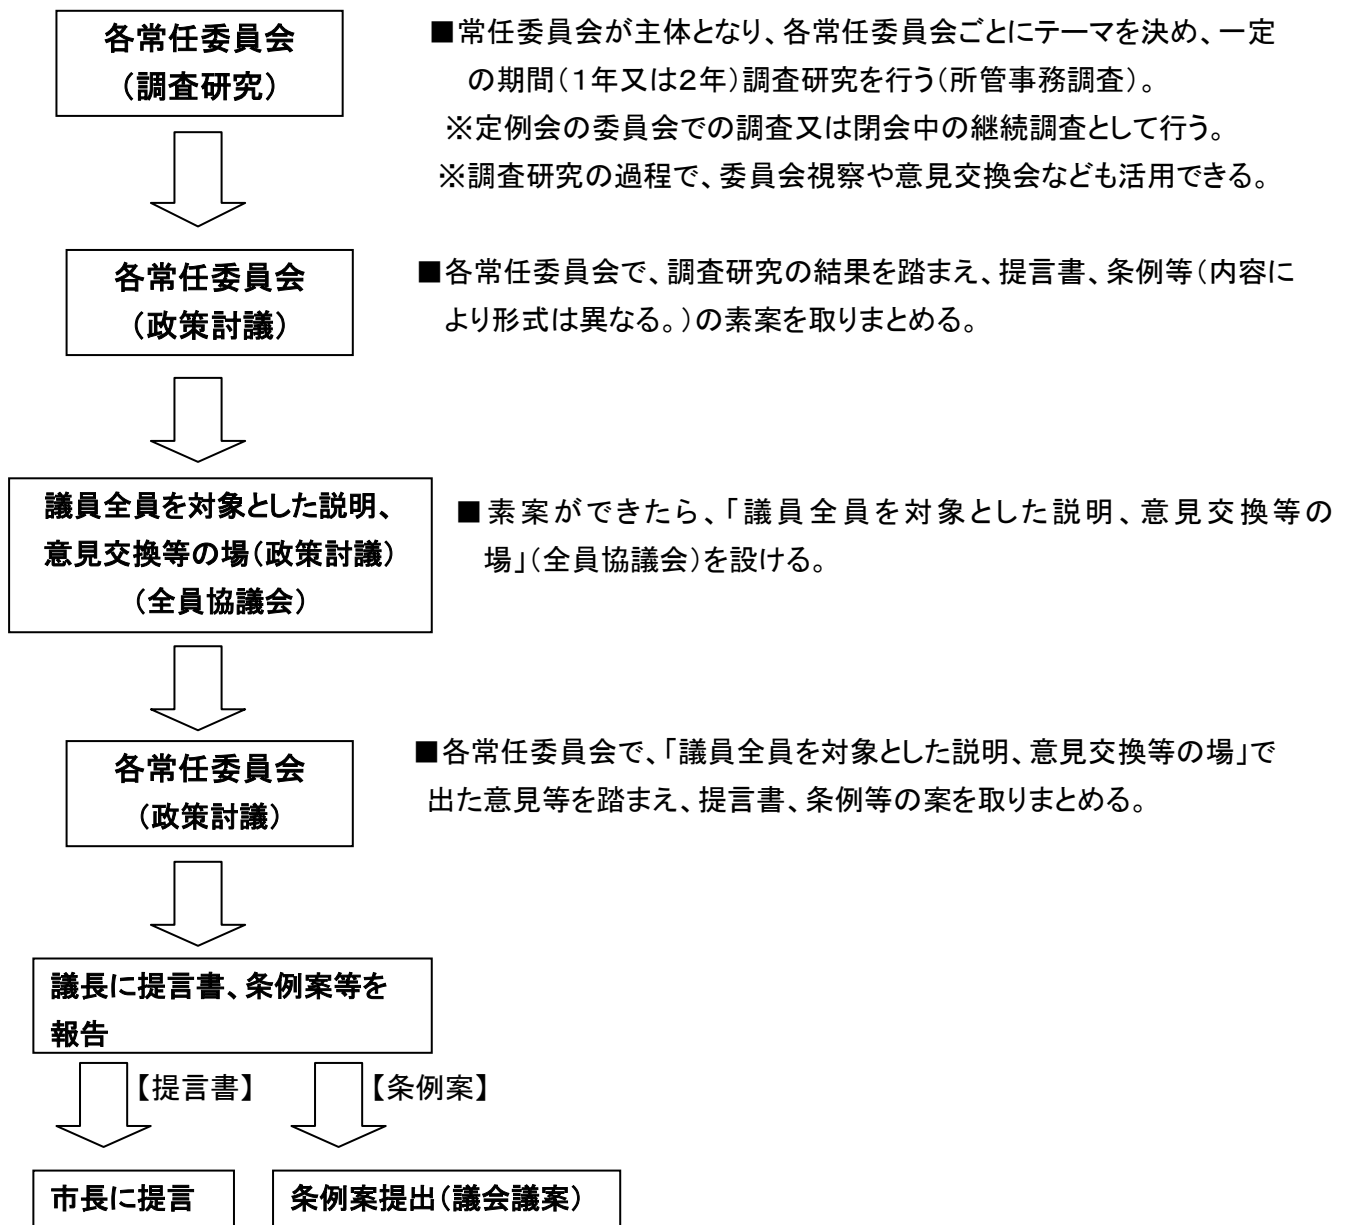 各常任委員会
（調査研究）
■常任委員会が主体となり、各常任委員会ごとにテーマを決め、一定
の期間（１年又は２年）調査研究を行う（所管事務調査）。
※定例会の委員会での調査又は閉会中の継続調査として行う。
※調査研究の過程で、委員会視察や意見交換会なども活用できる。
各常任委員会
（政策討議）
■各常任委員会で、調査研究の結果を踏まえ、提言書、条例等（内容に
より形式は異なる。）の素案を取りまとめる。
議員全員を対象とした説明、
意見交換等の場（政策討議）
（全員協議会）
■素案ができたら、「議員全員を対象とした説明、意見交換等の
場」（全員協議会）を設ける。
各常任委員会
（政策討議）
■各常任委員会で、「議員全員を対象とした説明、意見交換等の場」で
出た意見等を踏まえ、提言書、条例等の案を取りまとめる。
議長に提言書、条例案等を
報告
【提言書】
【条例案】
市長に提言
条例案提出（議会議案）